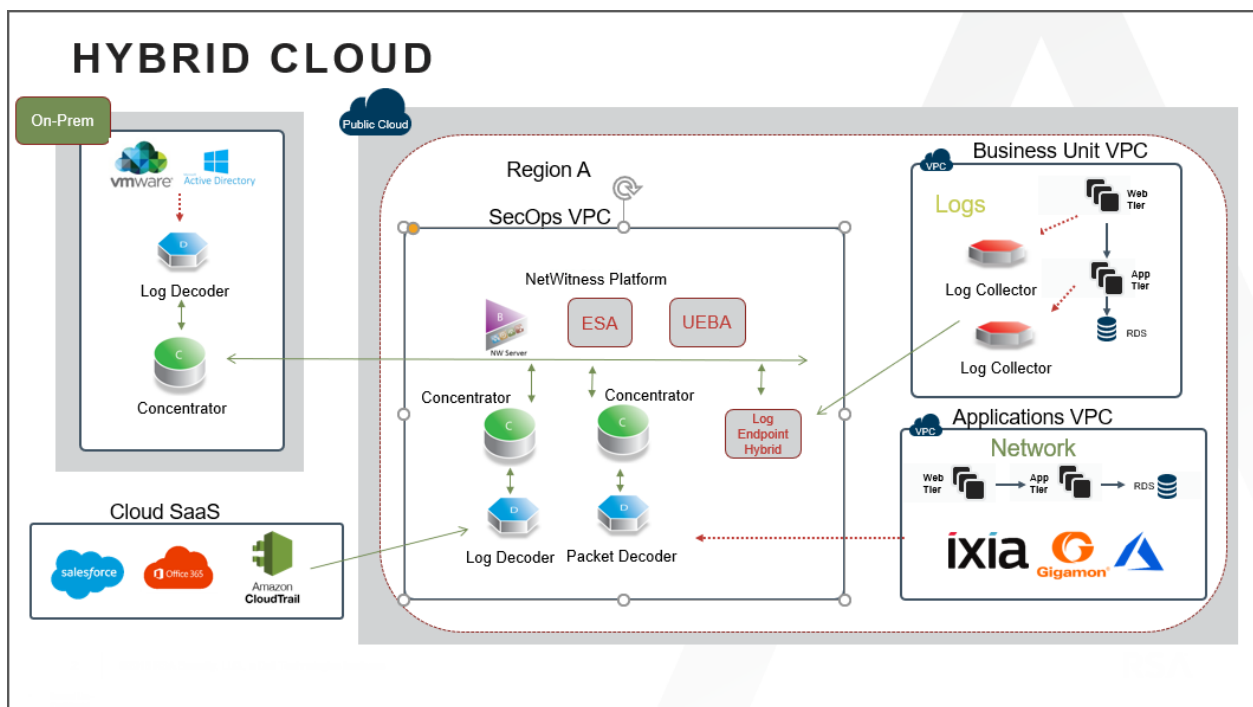 HYBRID CLOUD
On-Prem
vmware
Active Directory
D
Log Decoder
C
Concentrator
Cloud SaaS
salesforce
Office 365
Amazon
CloudTrail
Public Cloud
Region A
SecOps VPC
NetWitness Platform
B
NW Server
ESA
UEBA
Concentrator
C
Concentrator
C
Log
Endpoint
Hybrid
D
Log Decoder
D
Packet Decoder
VPC
Business Unit VPC
Logs
Web
Tier
Log Collector
App
Tier
RDS
Log Collector
VPC
Applications VPC
Network
Web
Tier
App
Tier
RDS
ixia
Gigamon